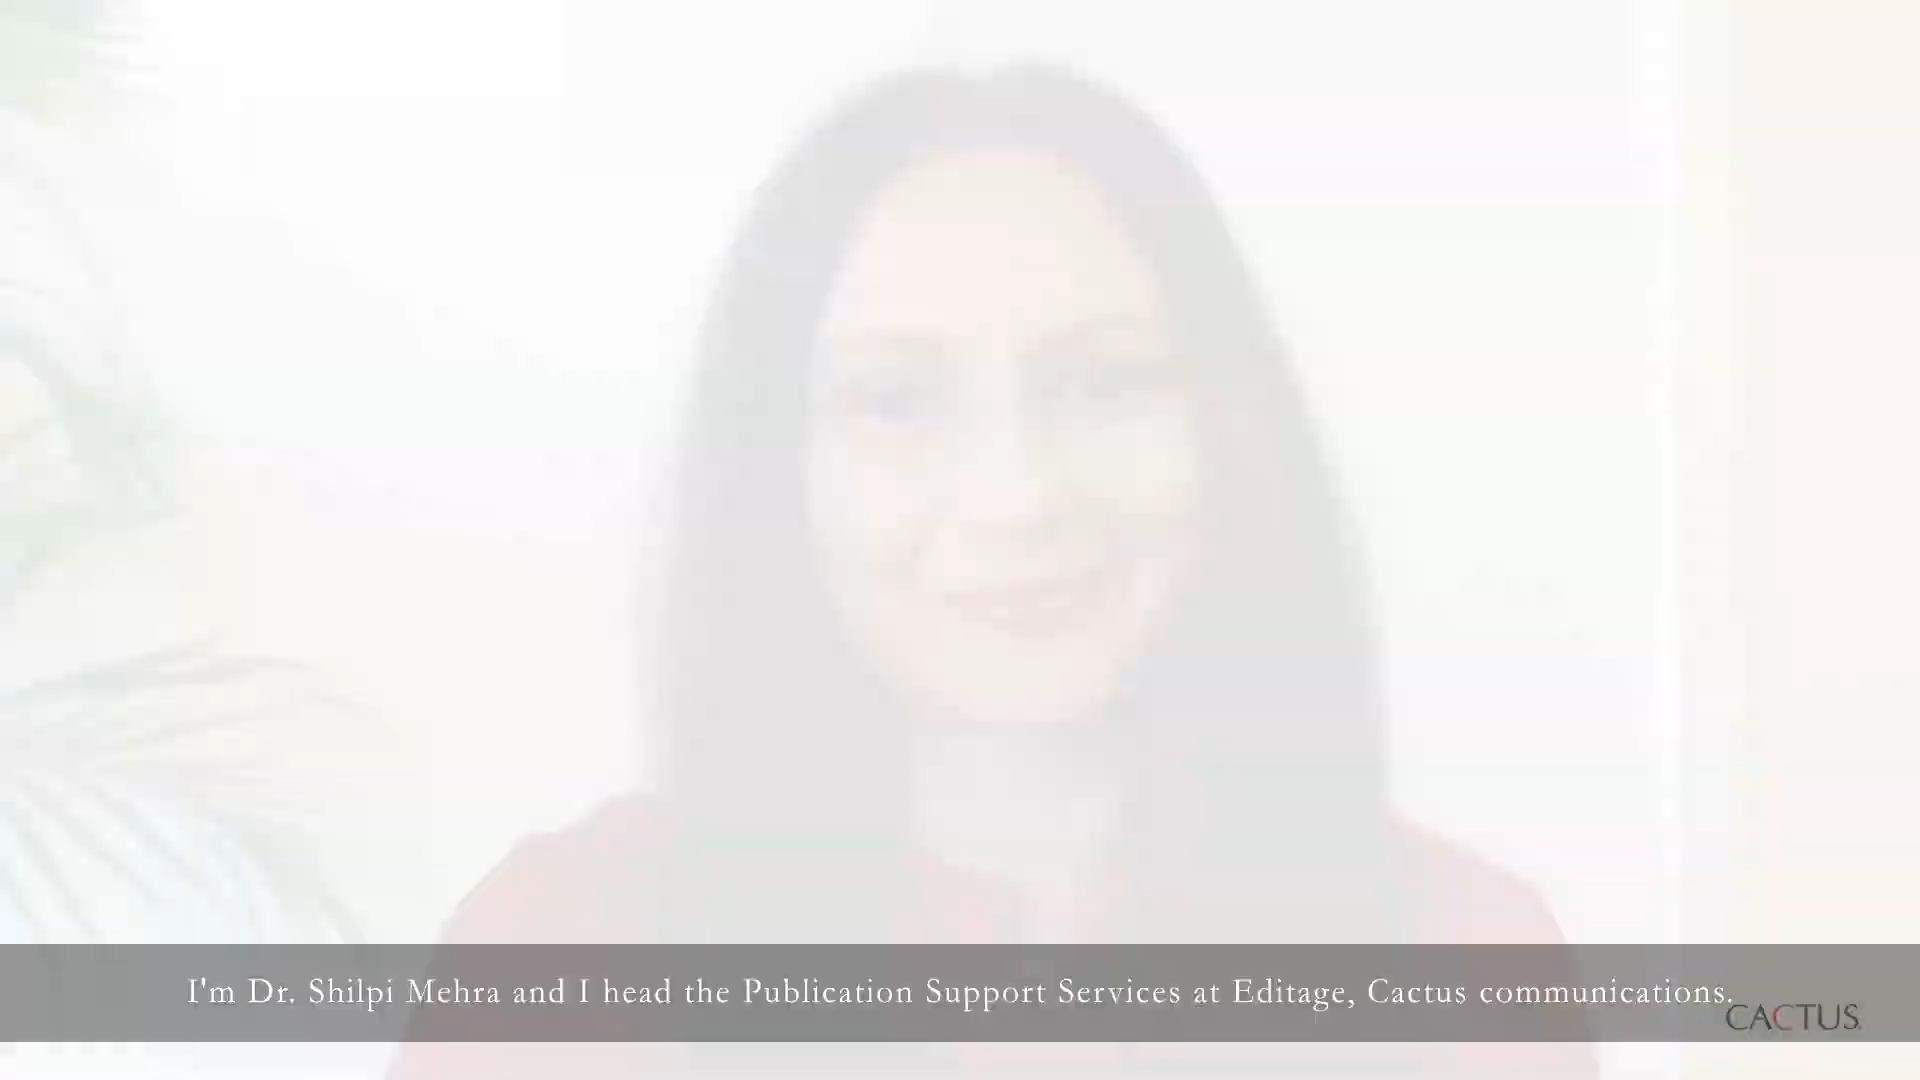 I'm Dr. Shilpi Mehra and I head the Publication Support Services at Editage, Cactus communications.
CACTUS